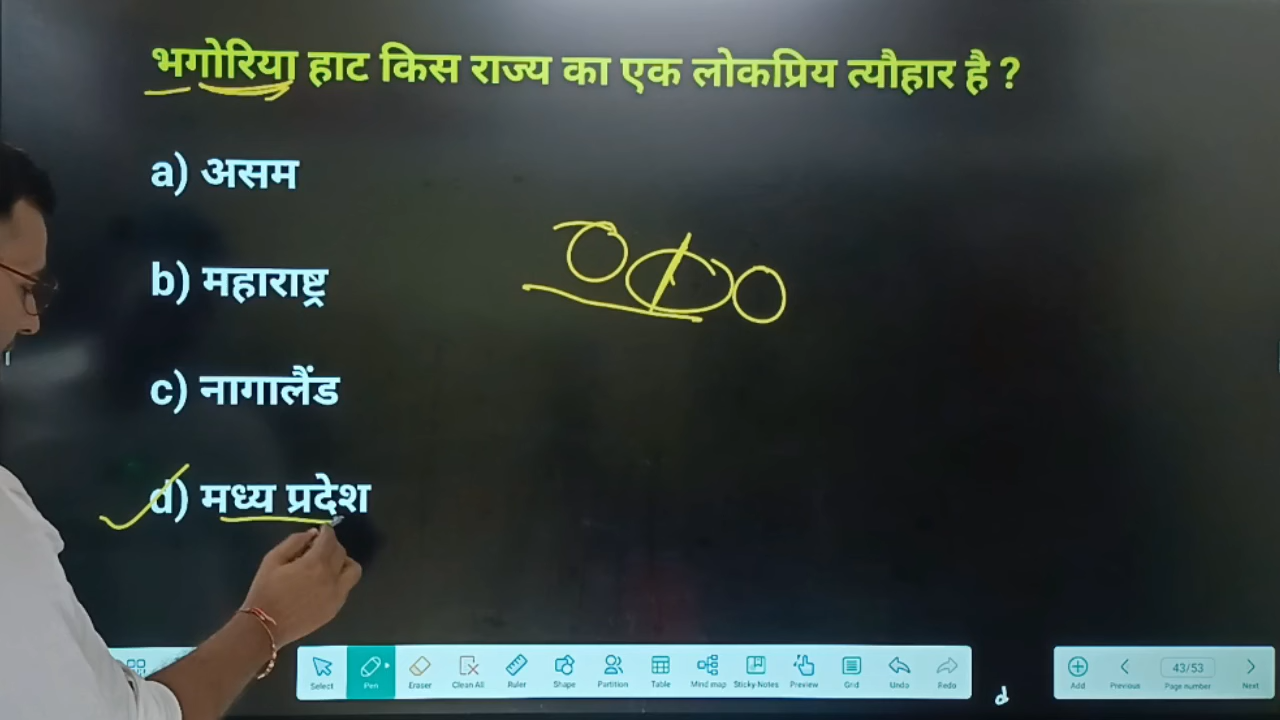 भगोरिया हाट किस राज्य का एक लोकप्रिय त्यौहार है ?
a) असम
b) महाराष्ट्र
c) नागालैंड
d) मध्य प्रदेश
Select Pen Eraser Clean All Ruler Shape Partition Table Mind map Sticky Notes Preview Grid Undo Redo
Add Previous 43/53 Page number Next
d